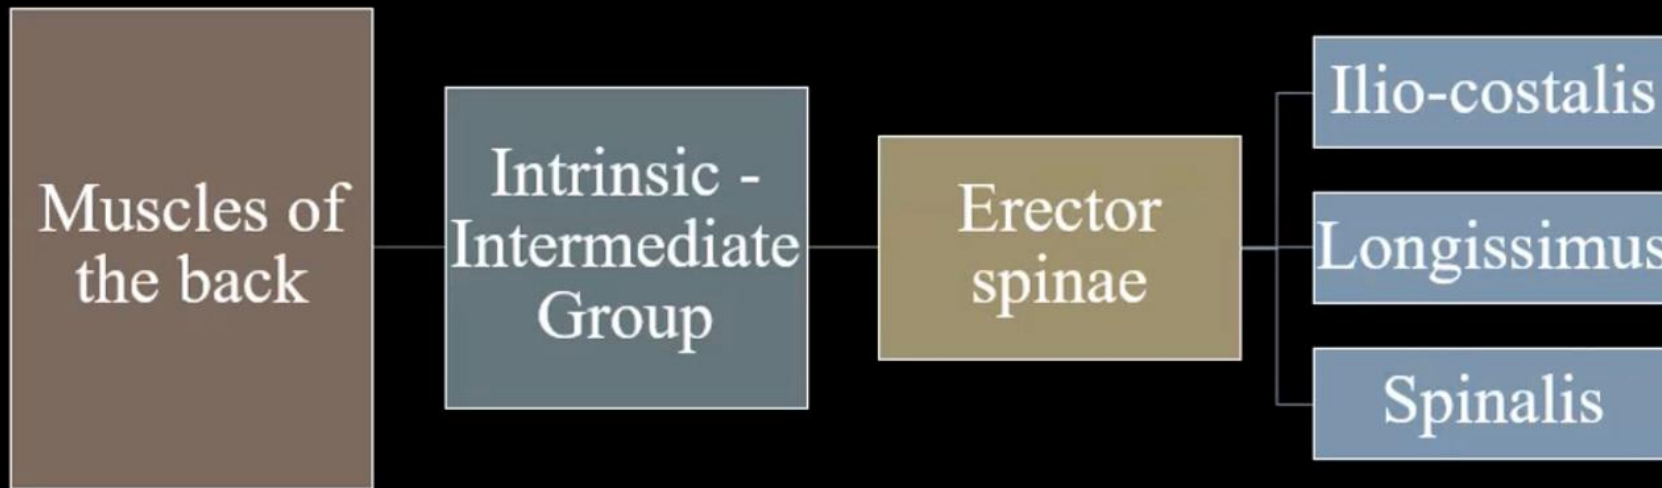 Muscles of
the back
Intrinsic -
Intermediate
Group
Erector
spinae
Ilio-costalis
Longissimus
Spinalis